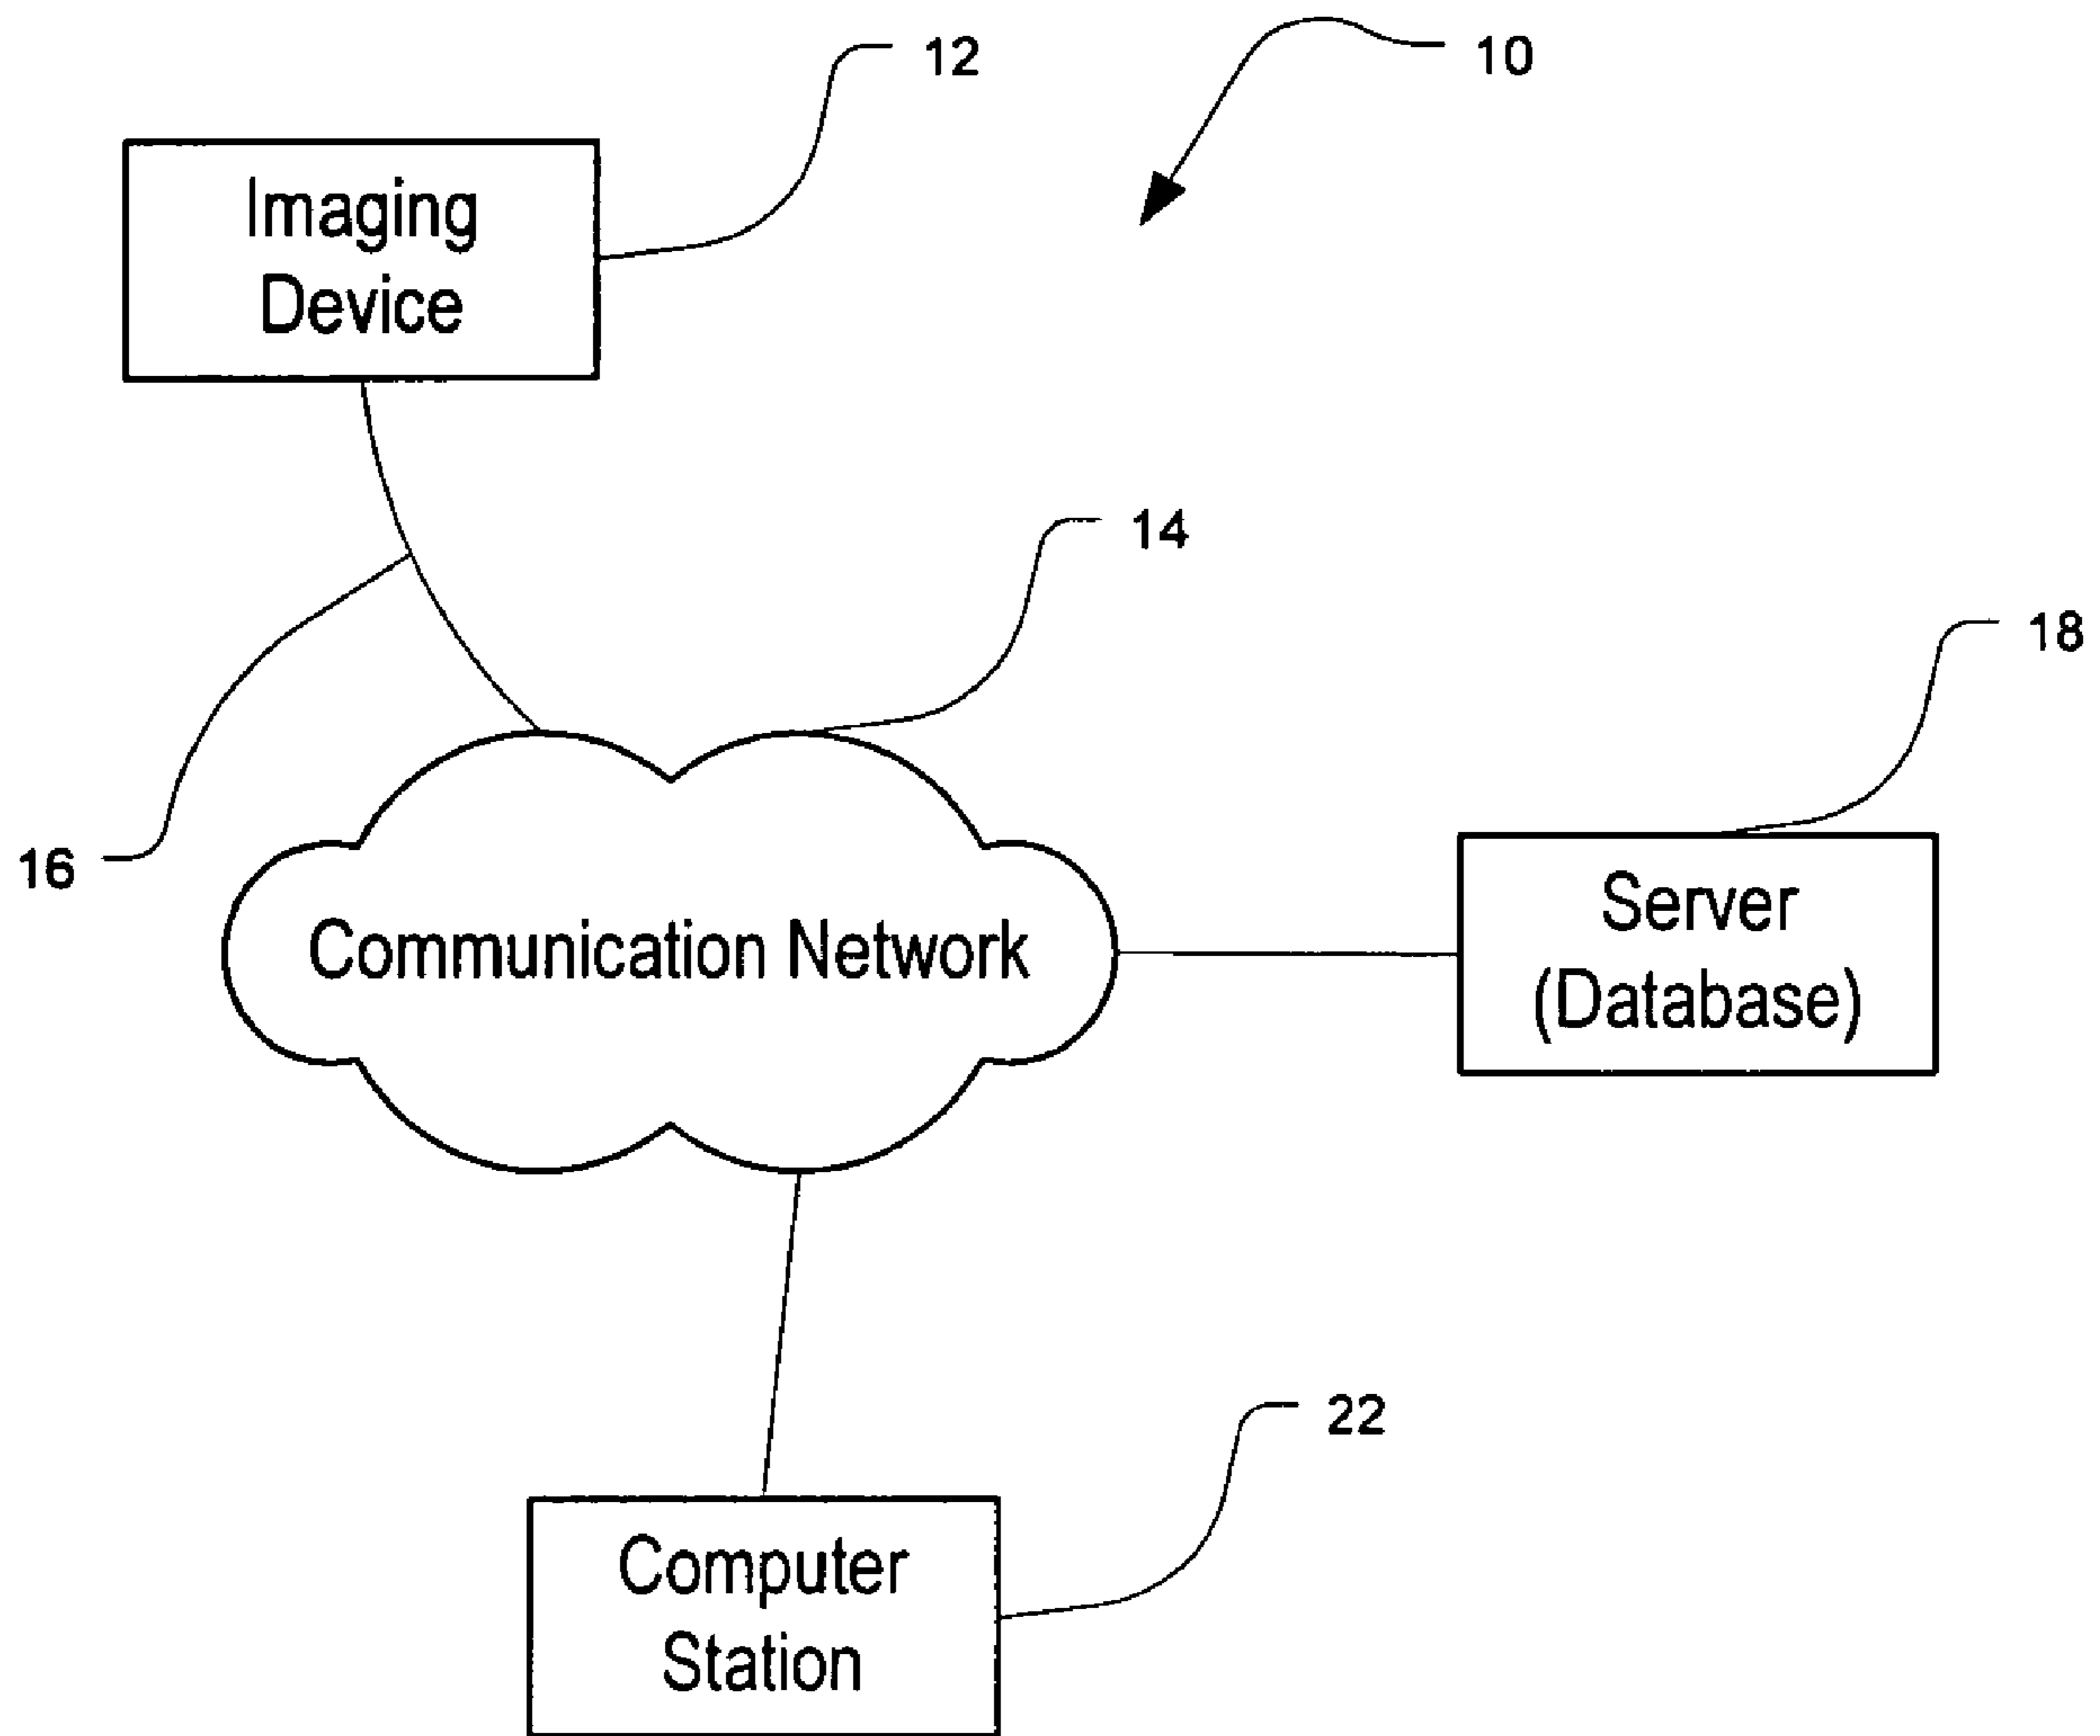 12
10
Imaging
Device
14
18
16
Communication Network
Server
(Database)
22
Computer
Station